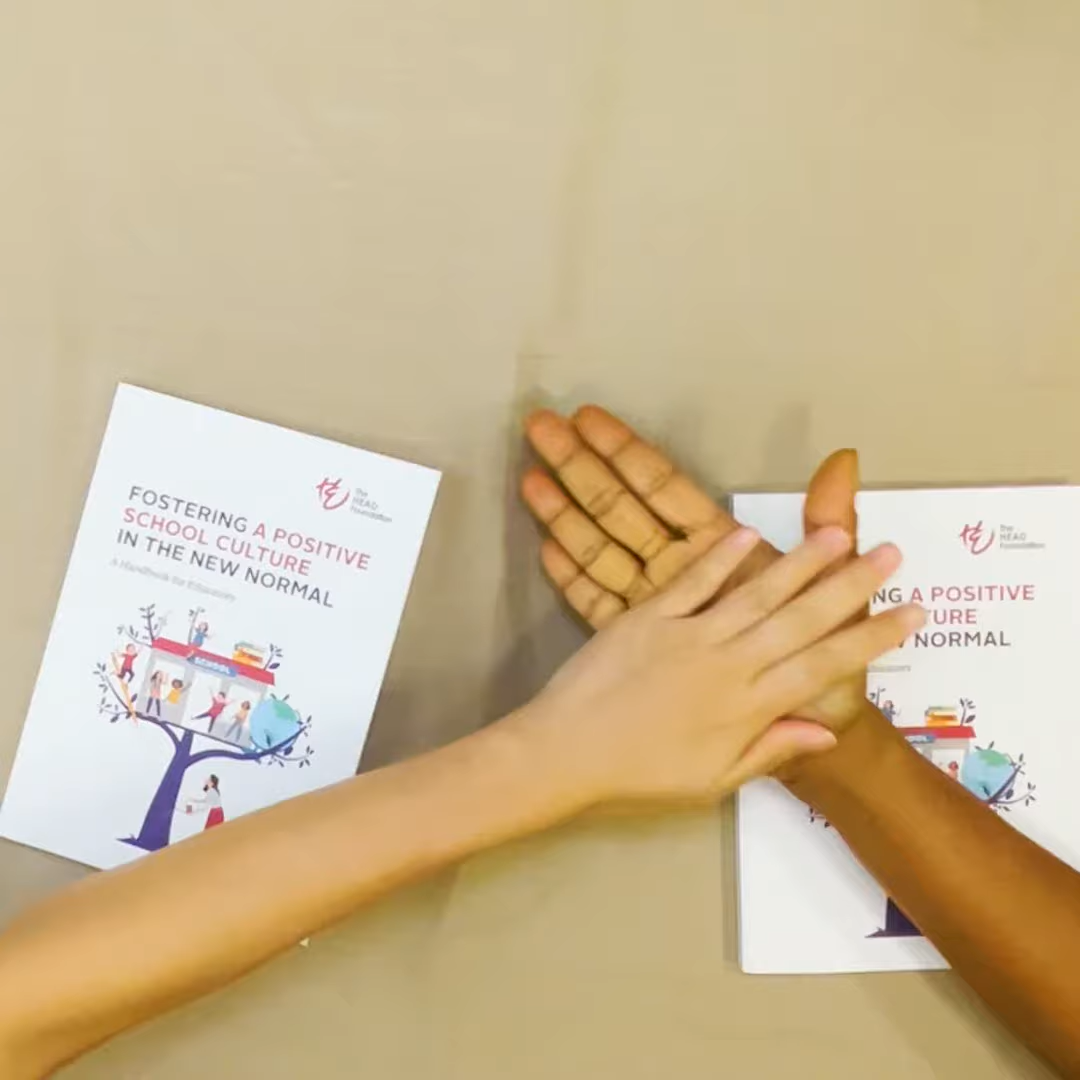 The
HEAD
Foundation
FOSTERING A POSITIVE
SCHOOL CULTURE
IN THE NEW NORMAL
A Handbook for Educators
SCHOOL
The
HEAD
Foundation
NG A POSITIVE
TURE
NORMAL